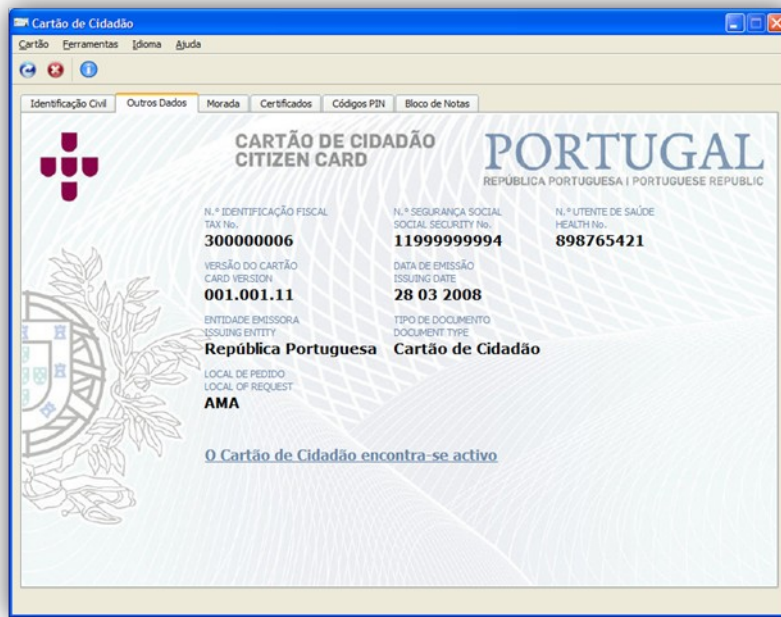 Cartão de Cidadão
Cartão Ferramentas Idioma Ajuda
Identificação Civil Outros Dados Morada Certificados Códigos PIN Bloco de Notas
CARTÃO DE CIDADÃO
CITIZEN CARD
PORTUGAL
REPÚBLICA PORTUGUESA | PORTUGUESE REPUBLIC
N.º IDENTIFICAÇÃO FISCAL
TAX No.
300000006
N.º SEGURANÇA SOCIAL
SOCIAL SECURITY No.
11999999994
N.º UTENTE DE SAÚDE
HEALTH No.
898765421
VERSÃO DO CARTÃO
CARD VERSION
001.001.11
DATA DE EMISSÃO
ISSUING DATE
28 03 2008
ENTIDADE EMISSORA
ISSUING ENTITY
República Portuguesa
TIPO DE DOCUMENTO
DOCUMENT TYPE
Cartão de Cidadão
LOCAL DE PEDIDO
LOCAL OF REQUEST
AMA
O Cartão de Cidadão encontra-se activo